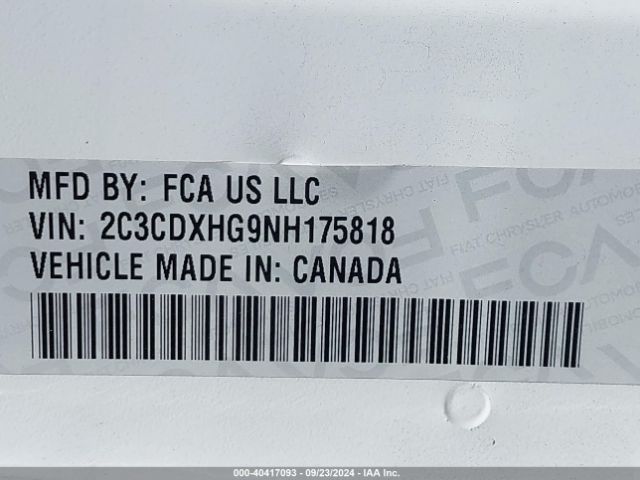 MFD BY: FCA US LLC
VIN: 2C3CDXHG9NH175818
VEHICLE MADE IN: CANADA
000-40417093 - 09/23/2024 - IAA Inc.